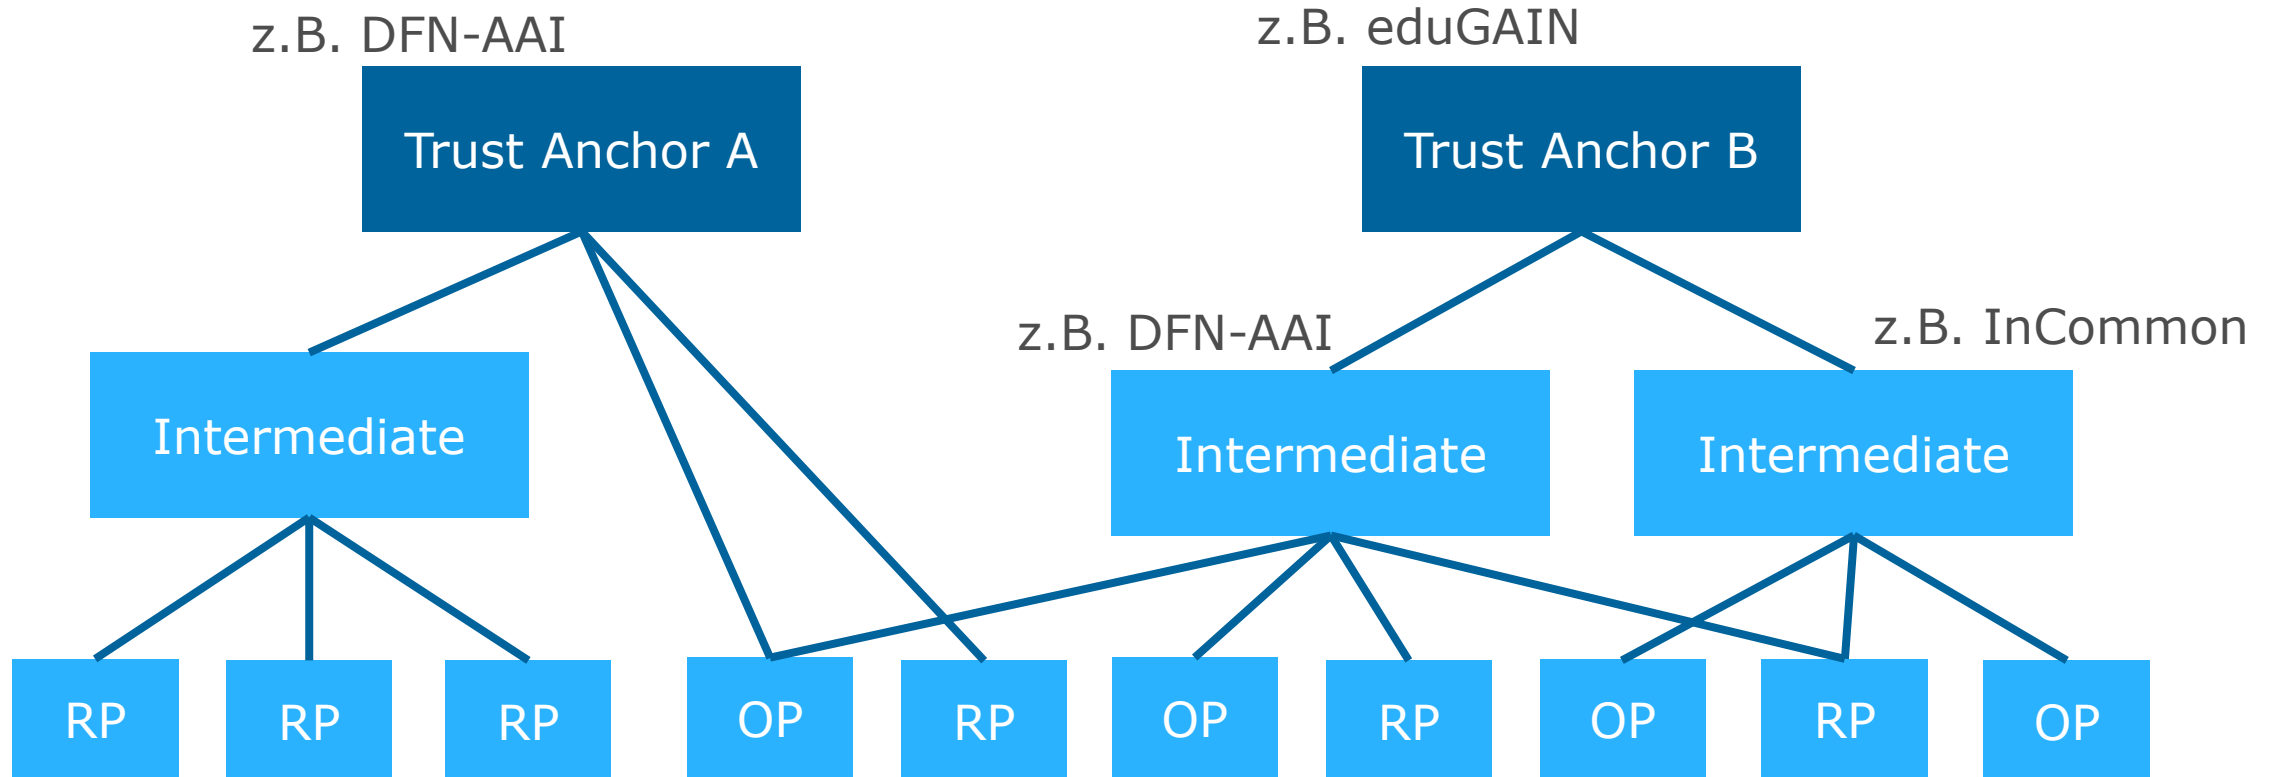 z.B. DFN-AAI
z.B. eduGAIN
Trust Anchor A
Trust Anchor B
z.B. DFN-AAI
z.B. InCommon
Intermediate
Intermediate
Intermediate
RP
RP
RP
OP
RP
OP
RP
OP
RP
OP